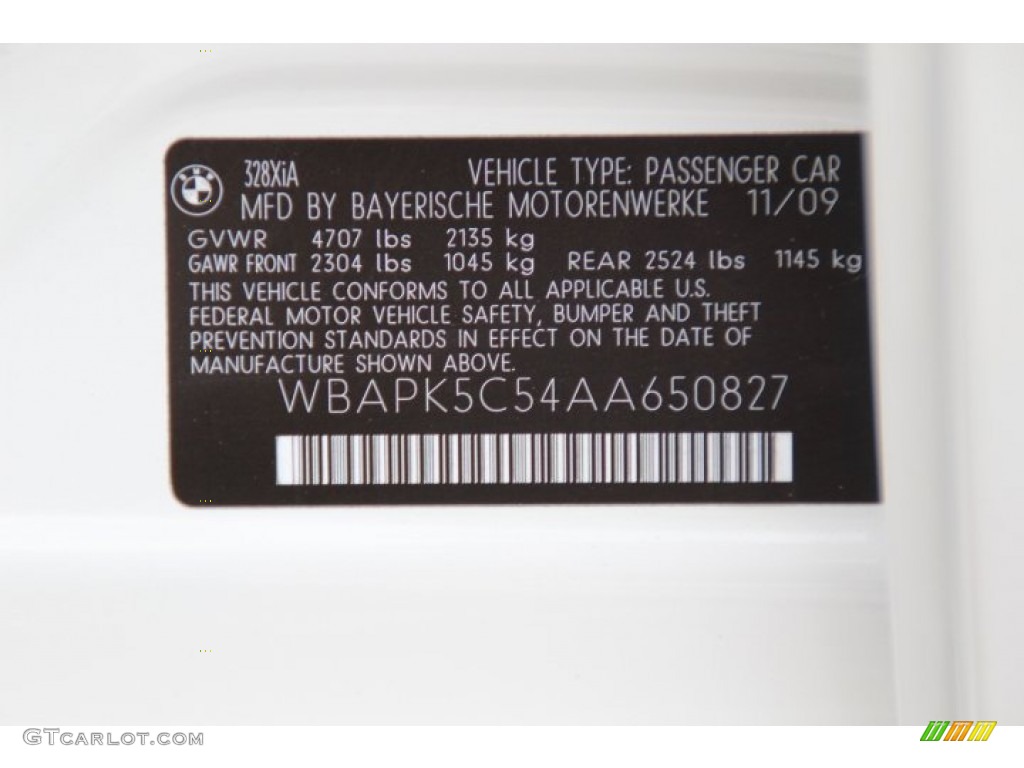 BMW
328XiA VEHICLE TYPE: PASSENGER CAR
MFD BY BAYERISCHE MOTORENWERKE 11/09
GVWR 4707 lbs 2135 kg
GAWR FRONT 2304 lbs 1045 kg REAR 2524 lbs 1145 kg
THIS VEHICLE CONFORMS TO ALL APPLICABLE U.S.
FEDERAL MOTOR VEHICLE SAFETY, BUMPER AND THEFT
PREVENTION STANDARDS IN EFFECT ON THE DATE OF
MANUFACTURE SHOWN ABOVE.
WBAPK5C54AA650827
GTCARLOT.COM